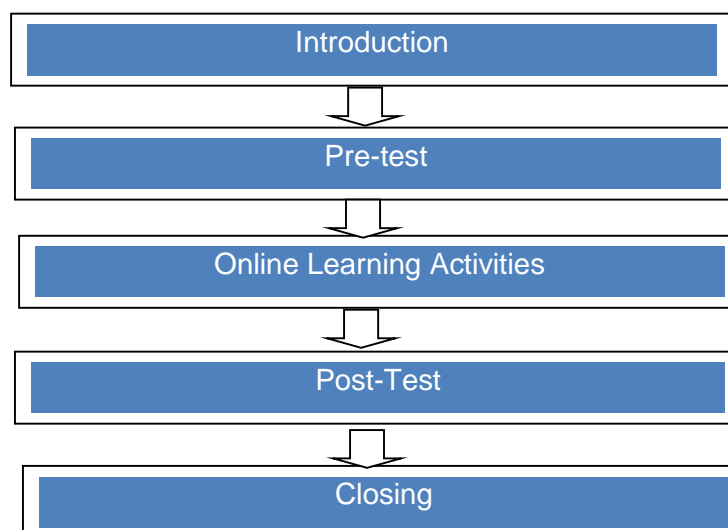 Introduction
Pre-test
Online Learning Activities
Post-Test
Closing